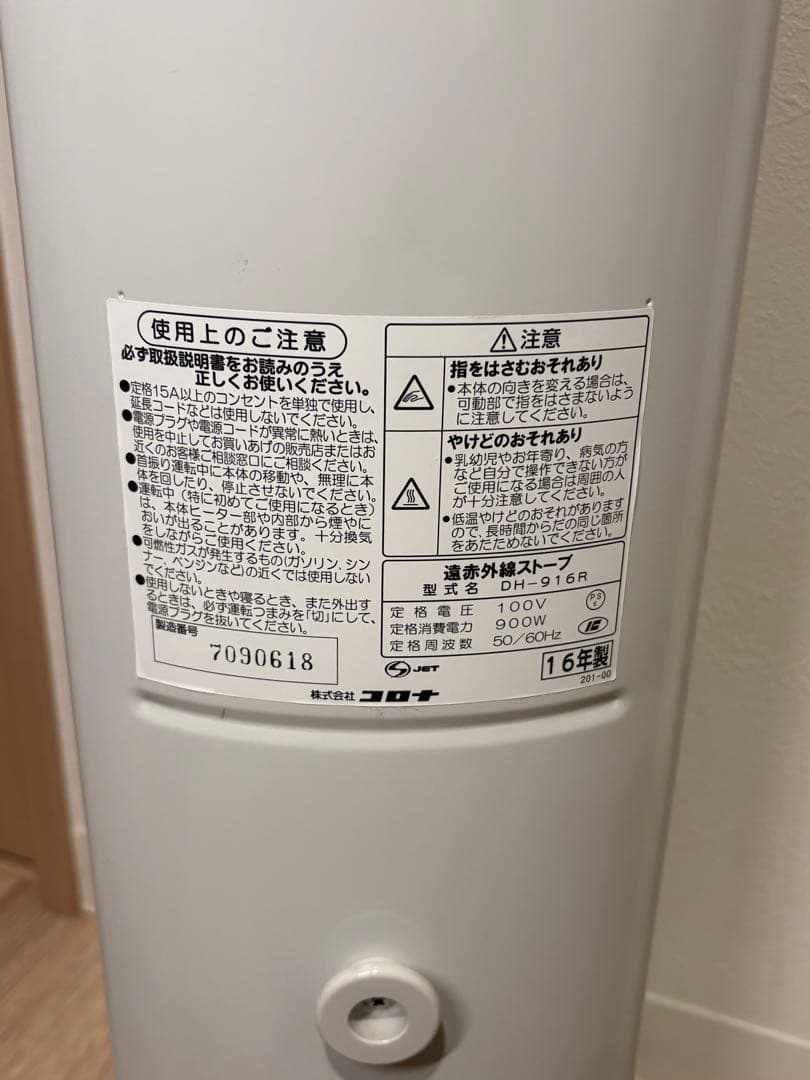 使用上のご注意
必ず取扱説明書をお読みのうえ
正しくお使いください。
●定格15A以上のコンセントを単独で使用し、
延長コードなどは使用しないでください。
●電源プラグや電源コードが異常に熱いときは、
使用を中止してお買いあげの販売店またはお
近くのお客様ご相談窓口にご相談ください。
●首振り運転中に本体の移動や、無理に本
体を回したり、停止させないでください。
●運転中（特に初めてご使用になるとき）
は、本体ヒーター部や内部から煙やに
おいが出ることがあります。十分換気
をしながらご使用ください。
●可燃性ガスが発生するもの(ガソリン、シン
ナー、ベンジンなど)の近くでは使用しない
でください。
●使用しないときや寝るとき、また外出す
るときは、必ず運転つまみを「切」にして、
電源プラグを抜いてください。
製造番号
7090618
⚠注意
指をはさむおそれあり
●本体の向きを変える場合は、
可動部で指をはさまないよう
に注意してください。
やけどのおそれあり
●乳幼児やお年寄り、病気の方
など自分で操作できない方が
ご使用になる場合は周囲の人
が十分注意してください。
●低温やけどのおそれがあります
ので、長時間からだの同じ箇所
をあたためないでください。
遠赤外線ストーブ
型式名 DH-916R
定格電圧 100V
定格消費電力 900W
定格周波数 50/60Hz
PS
E
JET
16年製
201-00
株式会社 コロナ